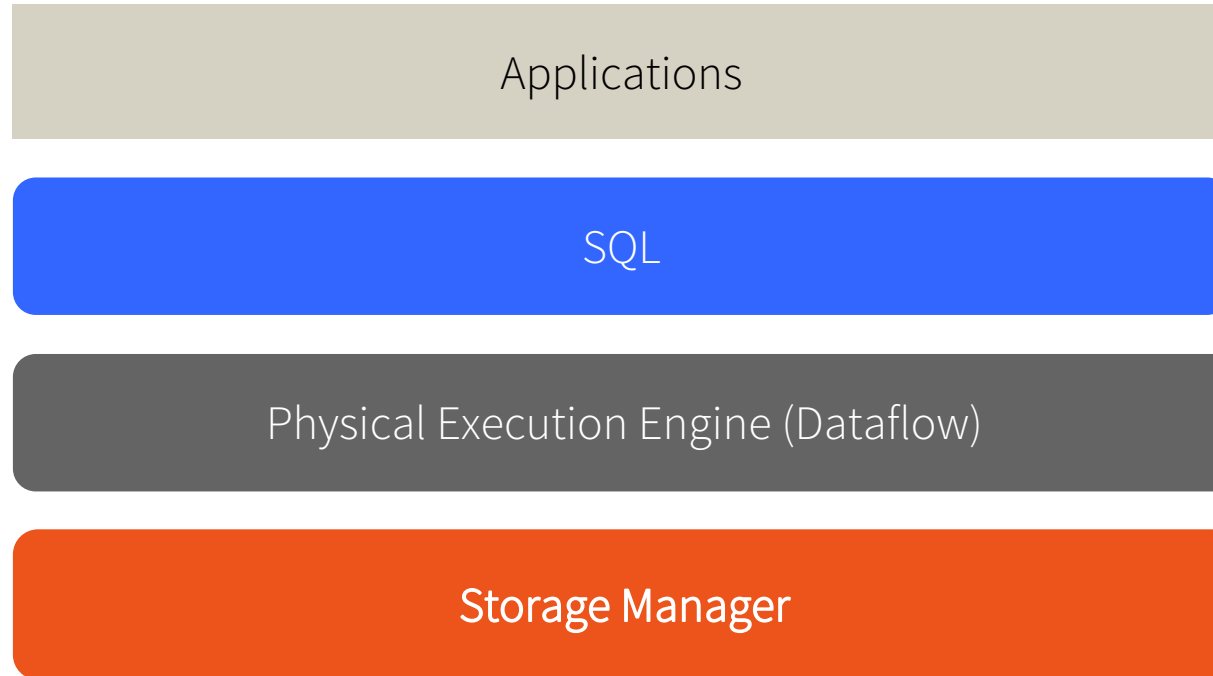 Applications
SQL
Physical Execution Engine (Dataflow)
Storage Manager